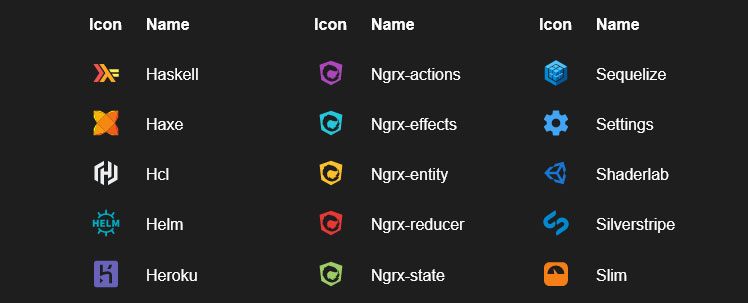 Icon Name Icon Name Icon Name
Haskell Ngrx-actions Sequelize
Haxe Ngrx-effects Settings
Hcl Ngrx-entity Shaderlab
HELM Helm Ngrx-reducer Silverstripe
Heroku Ngrx-state Slim